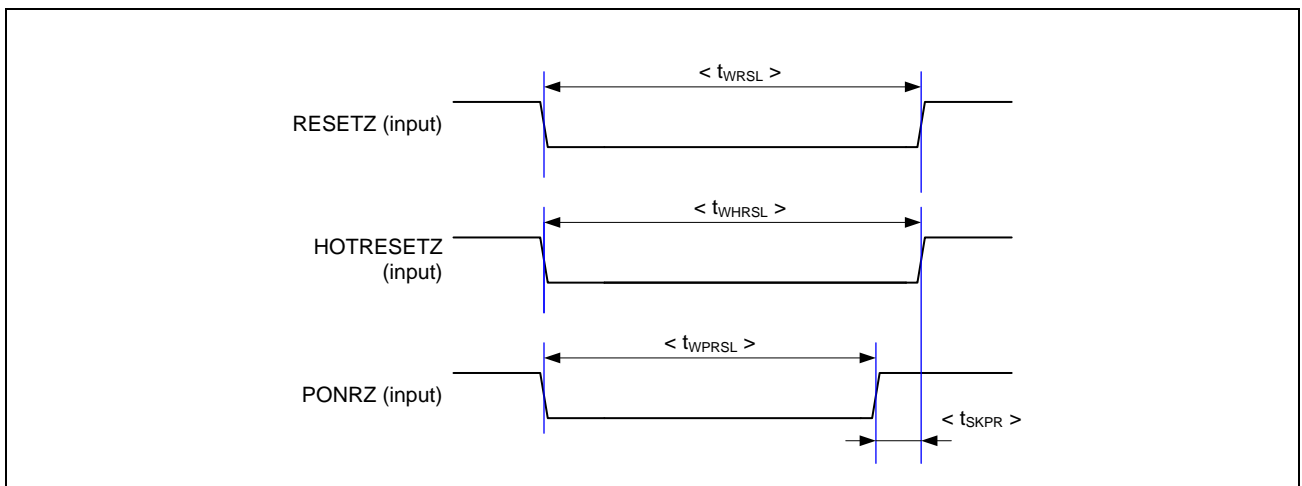 < tWRSL >
RESETZ (input)
< tWHRSL >
HOTRESETZ
(input)
< tWPRSL >
PONRZ (input)
< tSKPR >